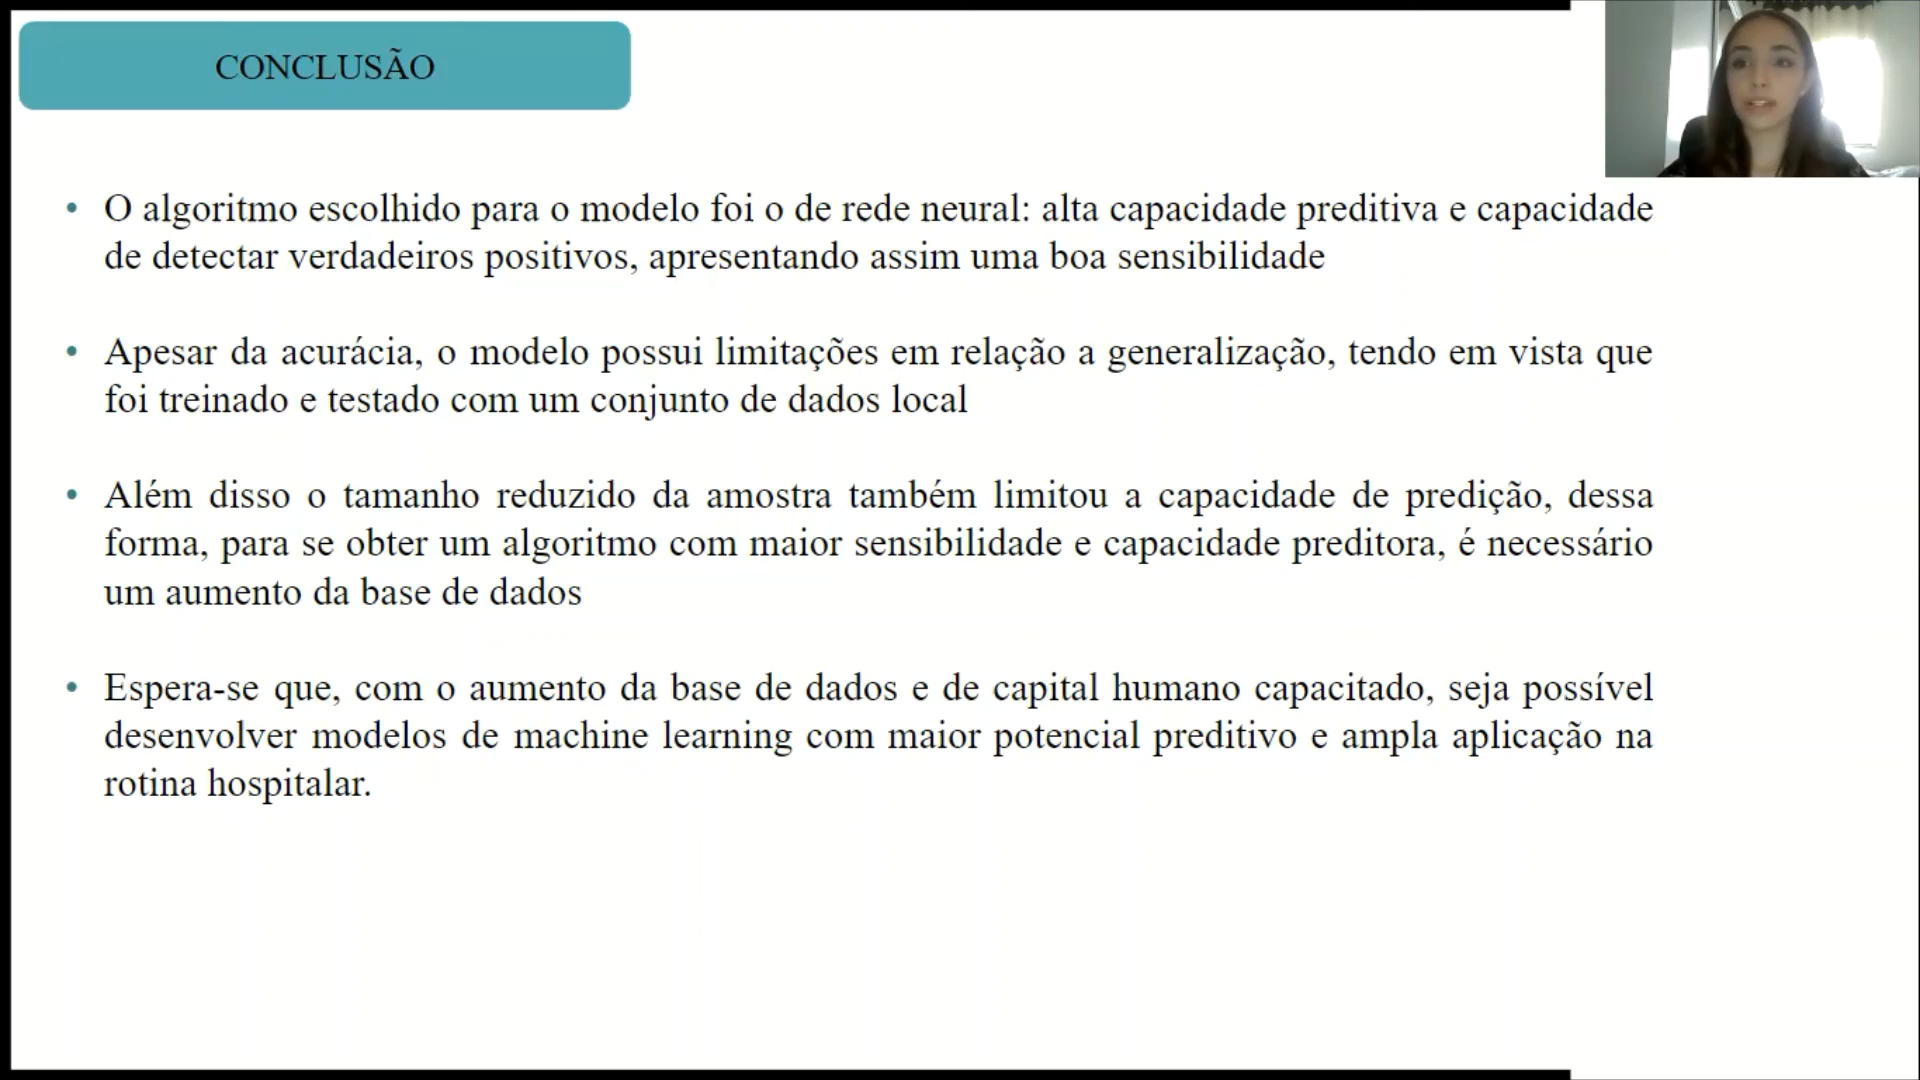 CONCLUSÃO
• O algoritmo escolhido para o modelo foi o de rede neural: alta capacidade preditiva e capacidade
de detectar verdadeiros positivos, apresentando assim uma boa sensibilidade
• Apesar da acurácia, o modelo possui limitações em relação a generalização, tendo em vista que
foi treinado e testado com um conjunto de dados local
• Além disso o tamanho reduzido da amostra também limitou a capacidade de predição, dessa
forma, para se obter um algoritmo com maior sensibilidade e capacidade preditora, é necessário
um aumento da base de dados
• Espera-se que, com o aumento da base de dados e de capital humano capacitado, seja possível
desenvolver modelos de machine learning com maior potencial preditivo e ampla aplicação na
rotina hospitalar.